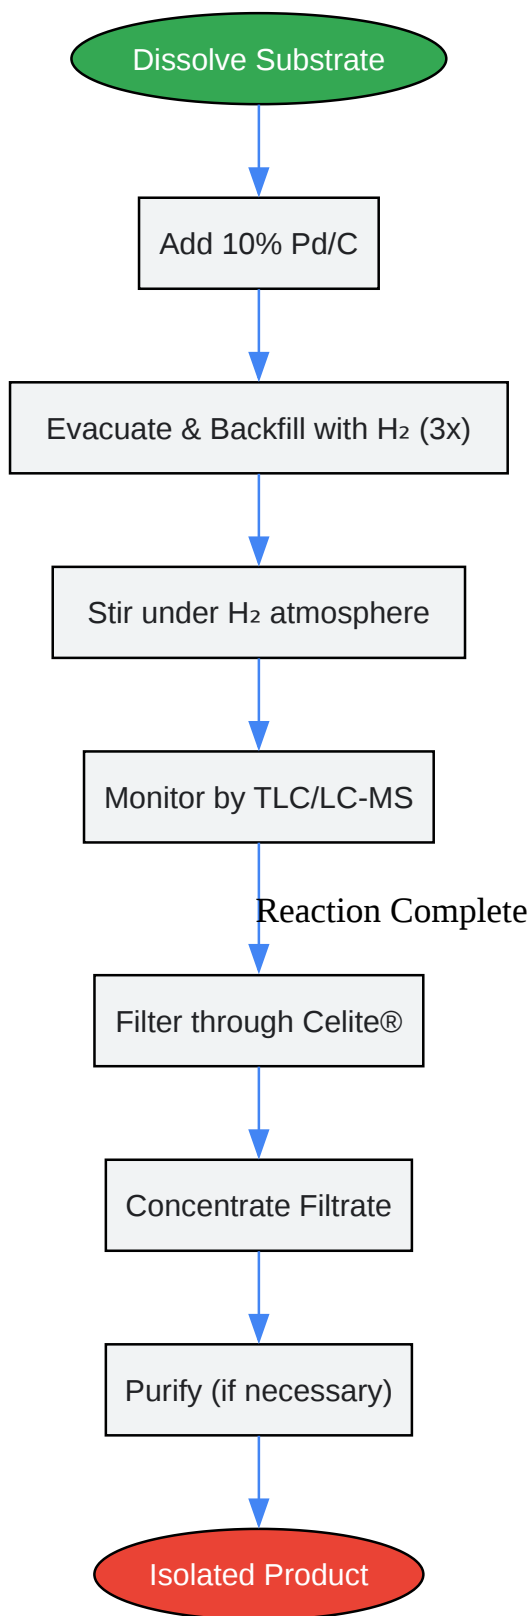 Dissolve Substrate
Add 10% Pd/C
Evacuate & Backfill with H₂ (3x)
Stir under H₂ atmosphere
Monitor by TLC/LC-MS
Reaction Complete
Filter through Celite®
Concentrate Filtrate
Purify (if necessary)
Isolated Product